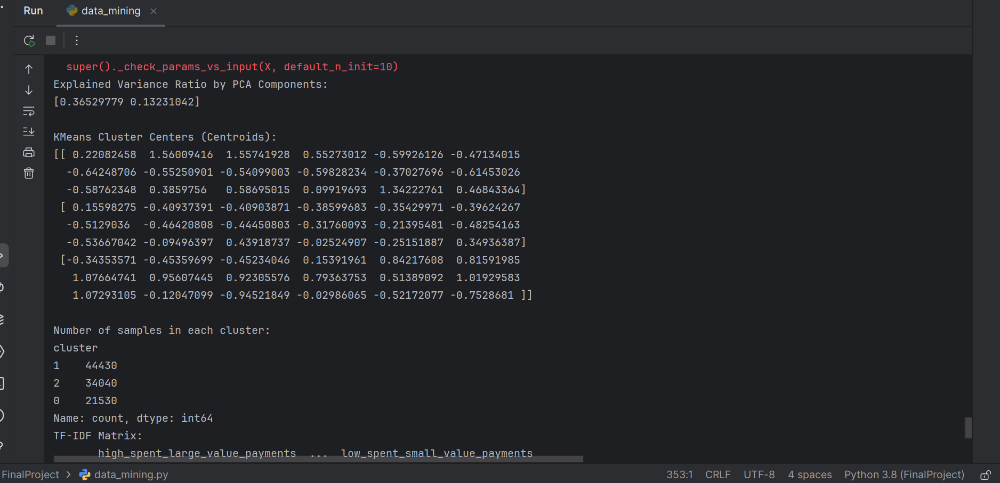 Run data_mining
super()._check_params_vs_input(X, default_n_init=10)
Explained Variance Ratio by PCA Components:
[0.36529779 0.13231042]
KMeans Cluster Centers (Centroids):
[[ 0.22082458  1.56009416  1.55741928  0.55273012 -0.59926126 -0.47134015
-0.64248706 -0.55250901 -0.54099003 -0.59828234 -0.37027696 -0.61453026
-0.58762348  0.3859756   0.58695015  0.09919693  1.34222761  0.46843364]
[ 0.15598275 -0.40937391 -0.40903871 -0.38599683 -0.35429971 -0.39624267
-0.5129036  -0.46420808 -0.44450803 -0.31760093 -0.21395481 -0.48254163
-0.53667042 -0.09496397  0.43918737 -0.02524907 -0.25151887  0.34936387]
[-0.34353571 -0.45359699 -0.45234046  0.15391961  0.84217608  0.81591985
1.07664741  0.95607445  0.92305576  0.79363753  0.51389092  1.01929583
1.07293105 -0.12047099 -0.94521849 -0.02986065 -0.52172077 -0.7528681 ]]
Number of samples in each cluster:
cluster
1    44430
2    34040
0    21530
Name: count, dtype: int64
TF-IDF Matrix:
high_spent_large_value_payments  ...  low_spent_small_value_payments
FinalProject > data_mining.py 353:1 CRLF UTF-8 4 spaces Python 3.8 (FinalProject)